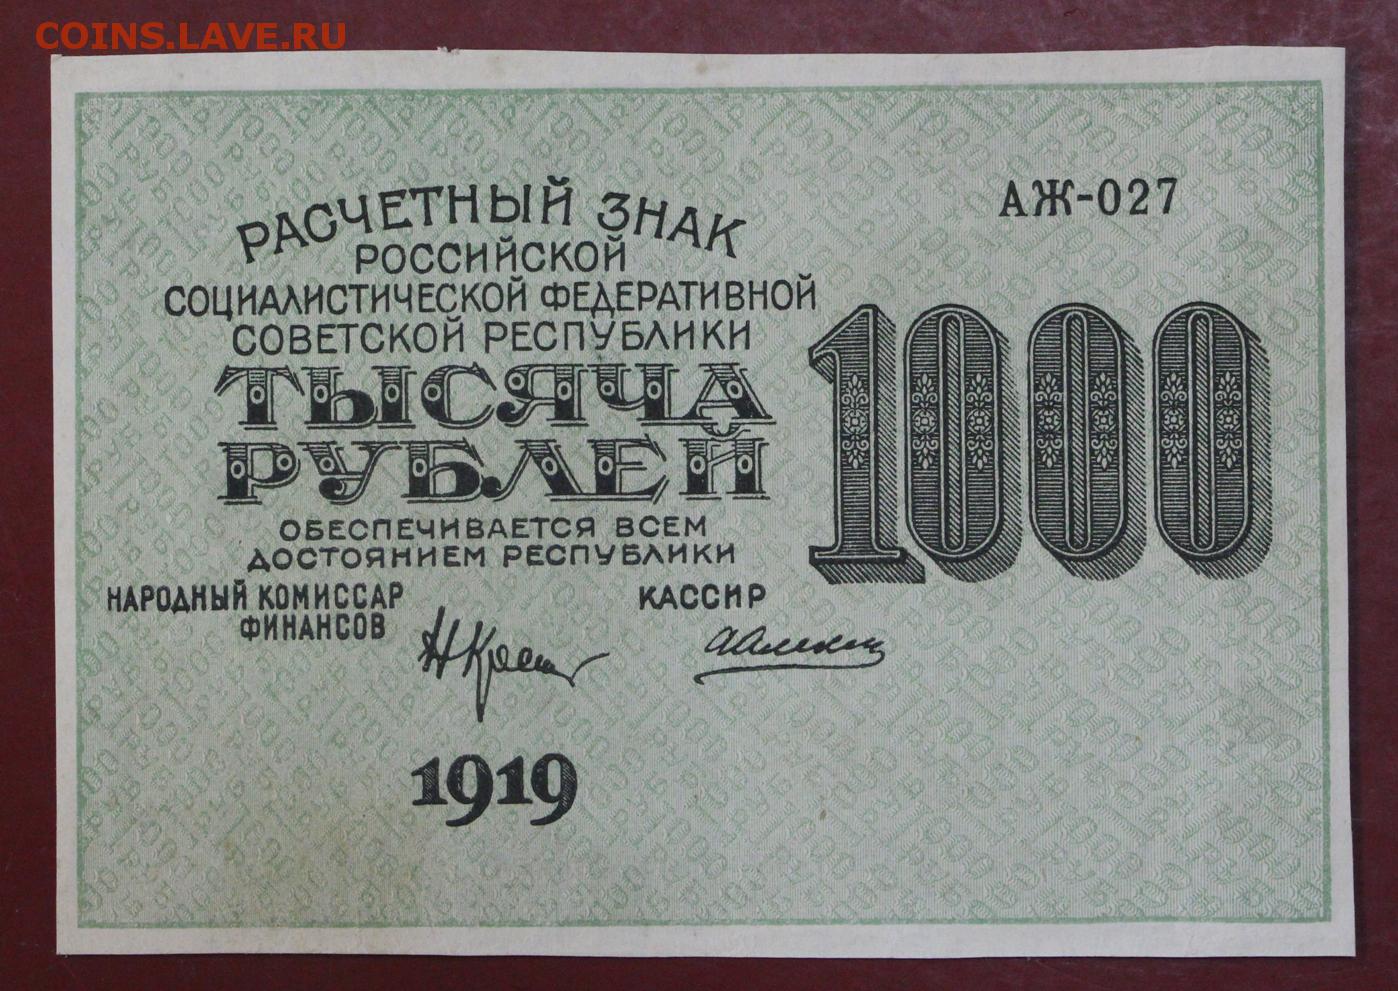 COINS.LAVE.RU
АЖ-027
РАСЧЕТНЫЙ ЗНАК
РОССИЙСКОЙ
СОЦИАЛИСТИЧЕСКОЙ ФЕДЕРАТИВНОЙ
СОВЕТСКОЙ РЕСПУБЛИКИ
ТЫСЯЧА
РУБЛЕЙ
1000
ОБЕСПЕЧИВАЕТСЯ ВСЕМ
ДОСТОЯНИЕМ РЕСПУБЛИКИ
НАРОДНЫЙ КОМИССАР
ФИНАНСОВ
КАССИР
1919